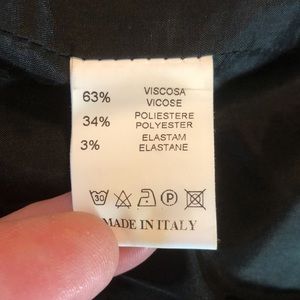 63% VISCOSA
VICOSE
34% POLIESTERE
POLYESTER
3% ELASTAM
ELASTANE
30 P
MADE IN ITALY